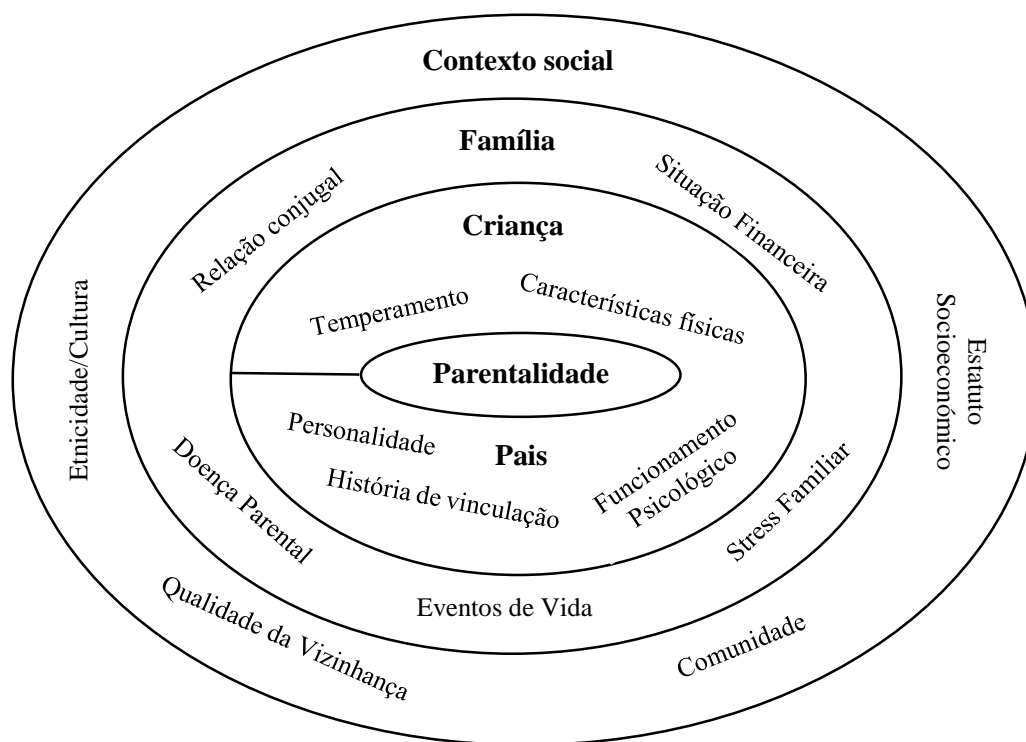 Contexto social
Família
Relação conjugal
Situação Financeira
Criança
Temperamento
Características físicas
Parentalidade
Etnicidade/Cultura
Estatuto
Socioeconómico
Personalidade
Pais
História de vinculação
Funcionamento
Psicológico
Doença Parental
Stress Familiar
Eventos de Vida
Qualidade da Vizinhança
Comunidade